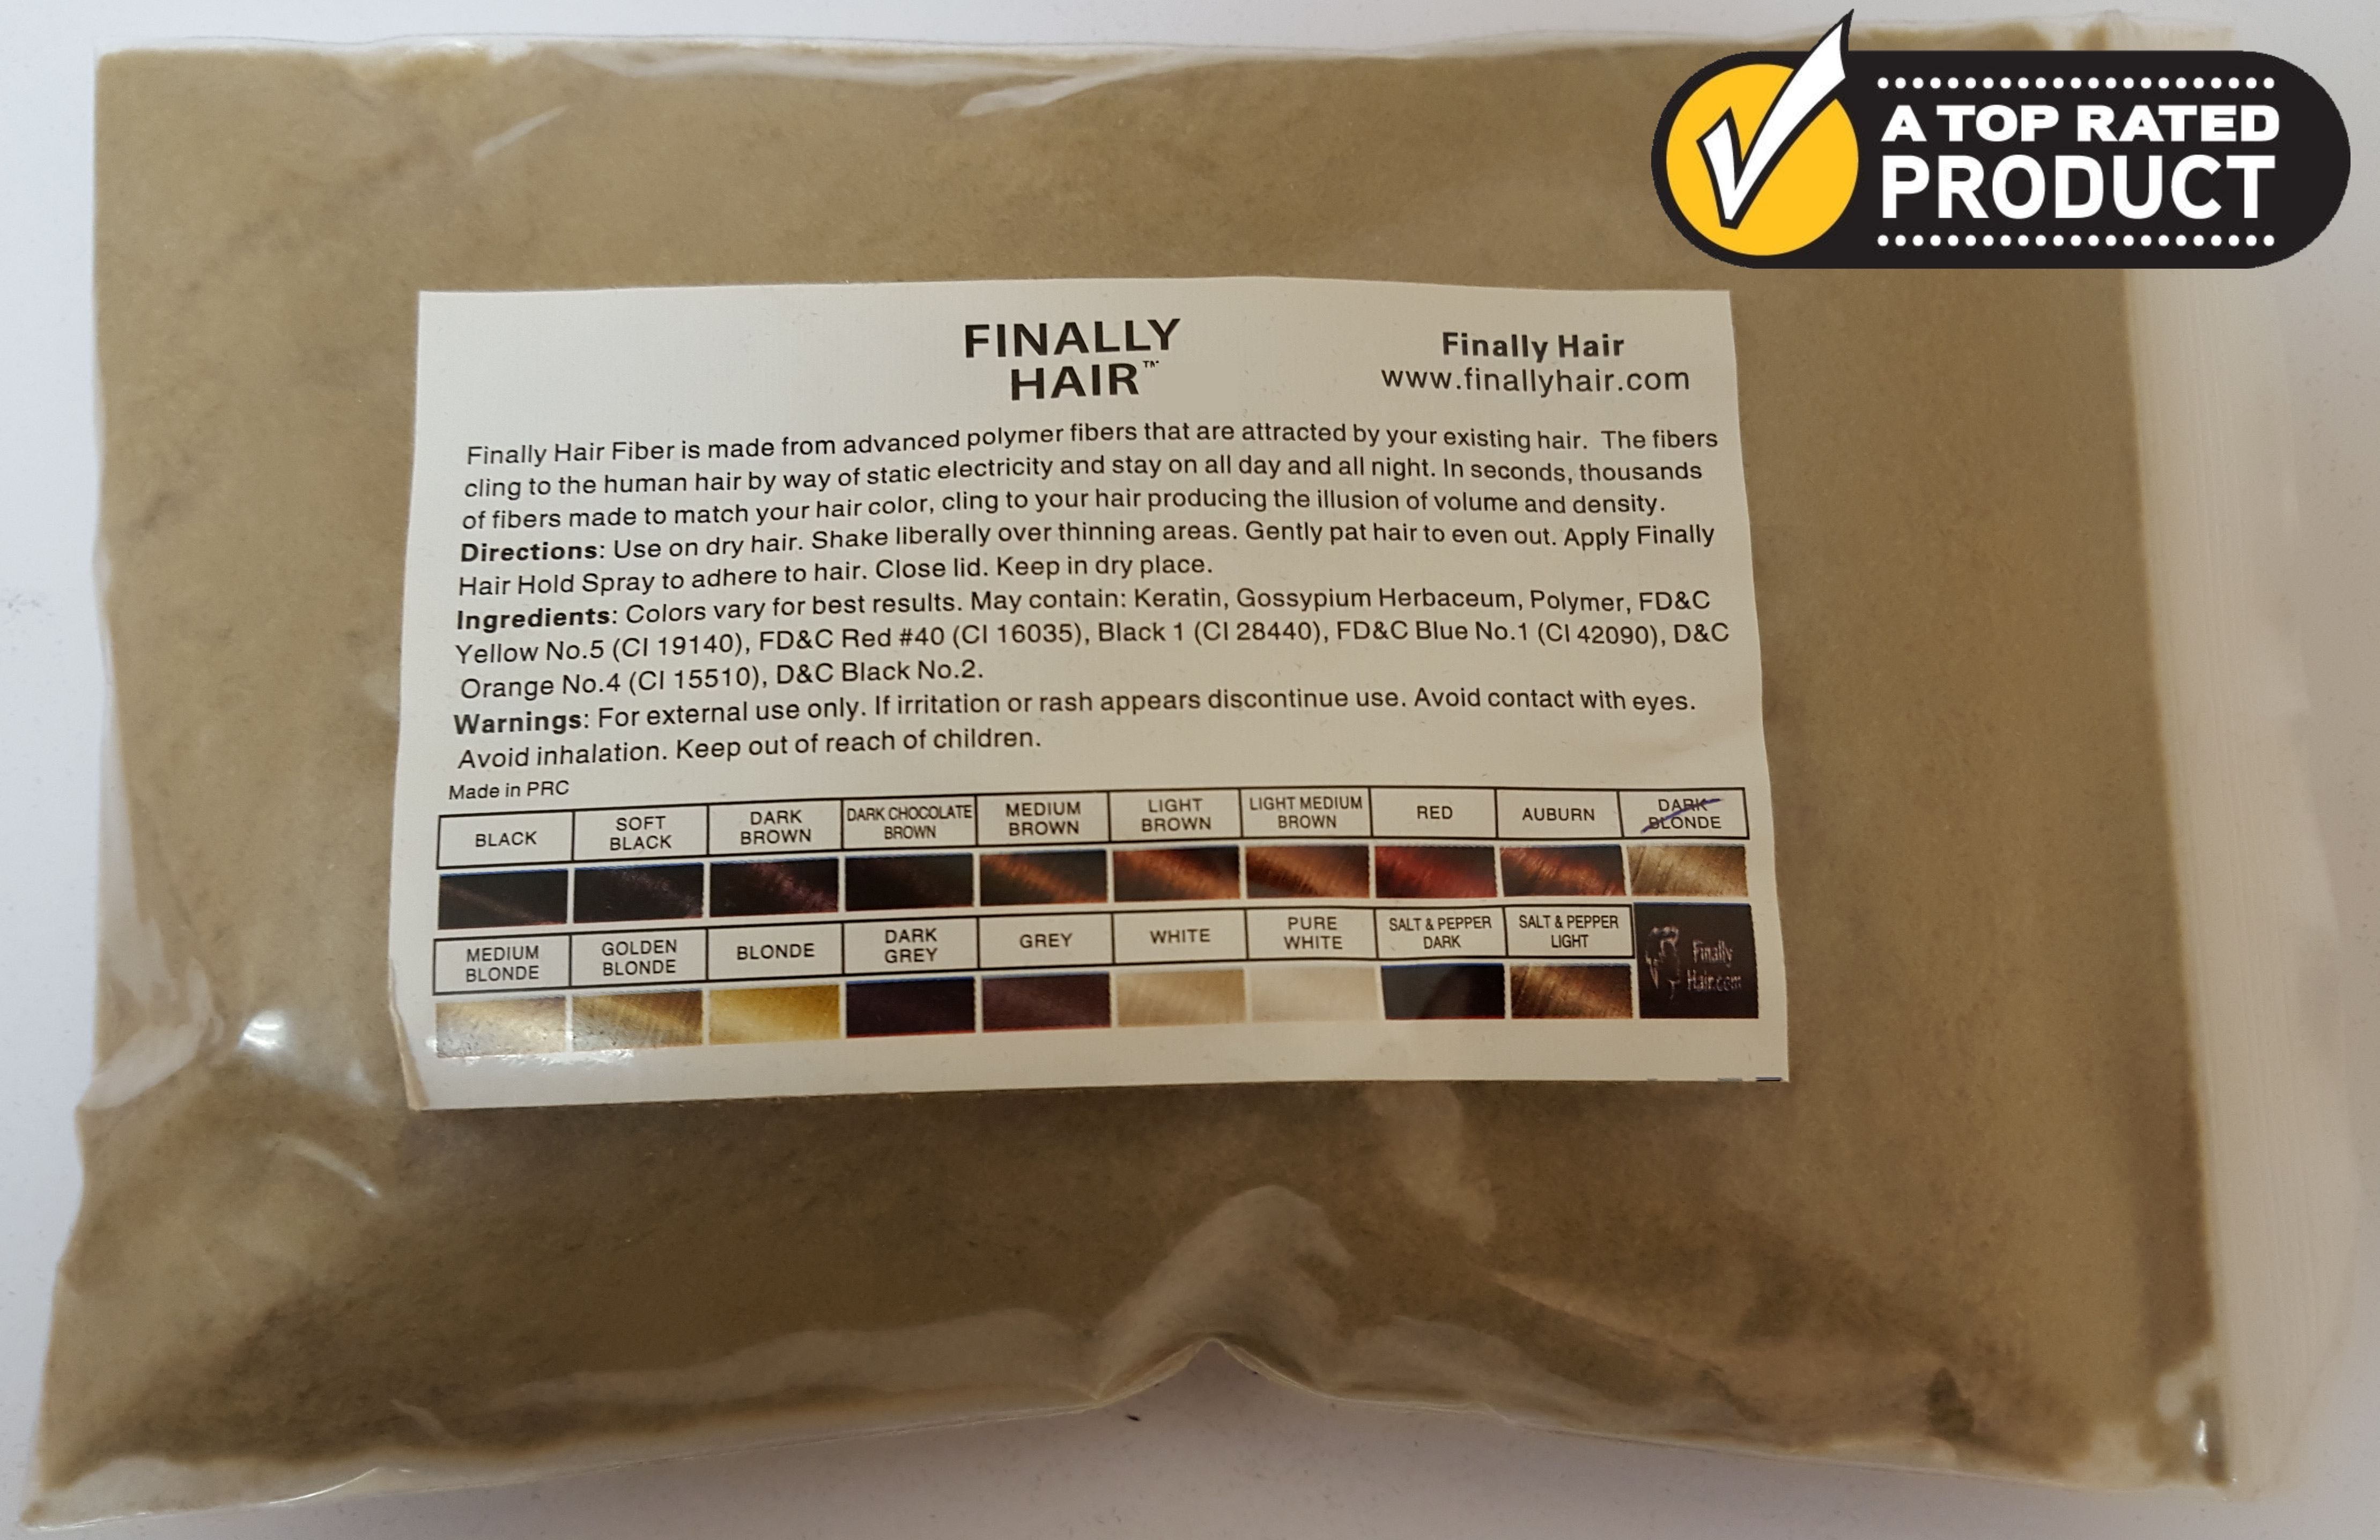 A TOP RATED
PRODUCT
FINALLY
HAIR™
Finally Hair
www.finallyhair.com
Finally Hair Fiber is made from advanced polymer fibers that are attracted by your existing hair. The fibers
cling to the human hair by way of static electricity and stay on all day and all night. In seconds, thousands
of fibers made to match your hair color, cling to your hair producing the illusion of volume and density.
Directions: Use on dry hair. Shake liberally over thinning areas. Gently pat hair to even out. Apply Finally
Hair Hold Spray to adhere to hair. Close lid. Keep in dry place.
Ingredients: Colors vary for best results. May contain: Keratin, Gossypium Herbaceum, Polymer, FD&C
Yellow No.5 (CI 19140), FD&C Red #40 (CI 16035), Black 1 (CI 28440), FD&C Blue No.1 (CI 42090), D&C
Orange No.4 (CI 15510), D&C Black No.2.
Warnings: For external use only. If irritation or rash appears discontinue use. Avoid contact with eyes.
Avoid inhalation. Keep out of reach of children.
Made in PRC
BLACK
SOFT
BLACK
DARK
BROWN
DARK CHOCOLATE
BROWN
MEDIUM
BROWN
LIGHT
BROWN
LIGHT MEDIUM
BROWN
RED
AUBURN
DARK
BLONDE
MEDIUM
BLONDE
GOLDEN
BLONDE
BLONDE
DARK
GREY
GREY
WHITE
PURE
WHITE
SALT & PEPPER
DARK
SALT & PEPPER
LIGHT
Finally
Hair.com